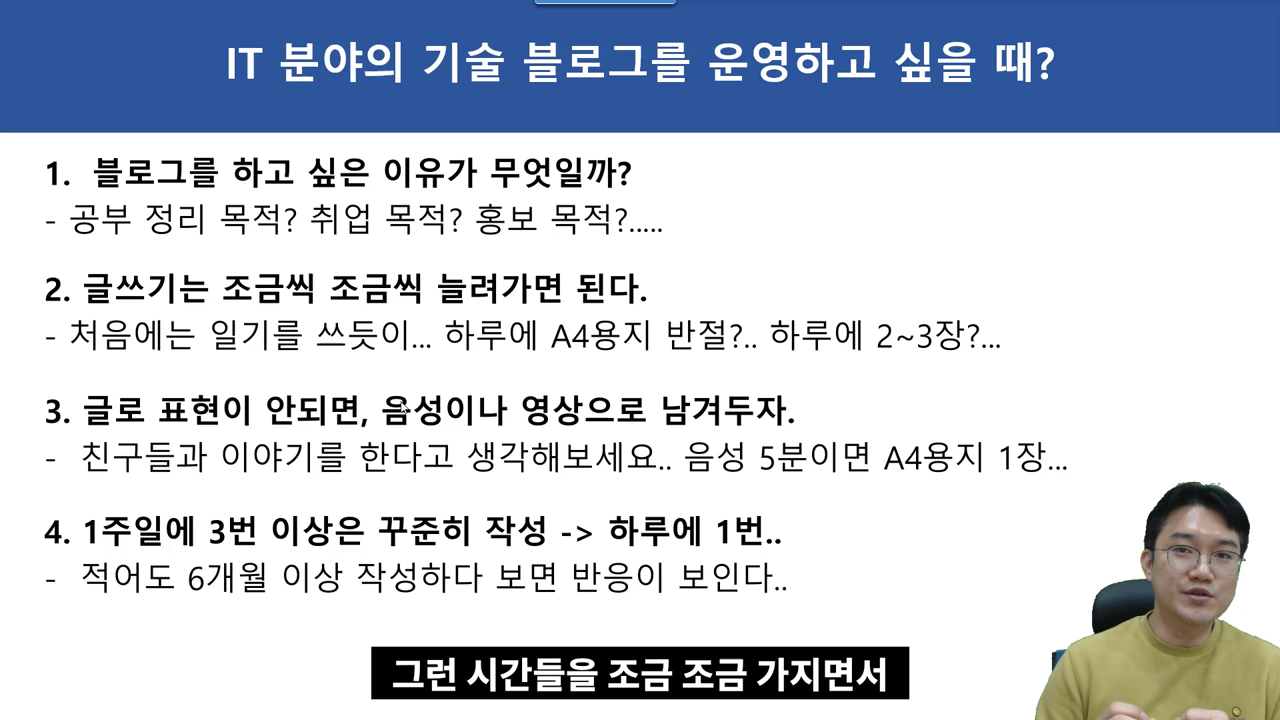 IT 분야의 기술 블로그를 운영하고 싶을 때?
1. 블로그를 하고 싶은 이유가 무엇일까?
- 공부 정리 목적? 취업 목적? 홍보 목적?.....
2. 글쓰기는 조금씩 조금씩 늘려가면 된다.
- 처음에는 일기를 쓰듯이... 하루에 A4용지 반절?.. 하루에 2~3장?...
3. 글로 표현이 안되면, 음성이나 영상으로 남겨두자.
- 친구들과 이야기를 한다고 생각해보세요.. 음성 5분이면 A4용지 1장...
4. 1주일에 3번 이상은 꾸준히 작성 -> 하루에 1번..
- 적어도 6개월 이상 작성하다 보면 반응이 보인다..
그런 시간들을 조금 조금 가지면서